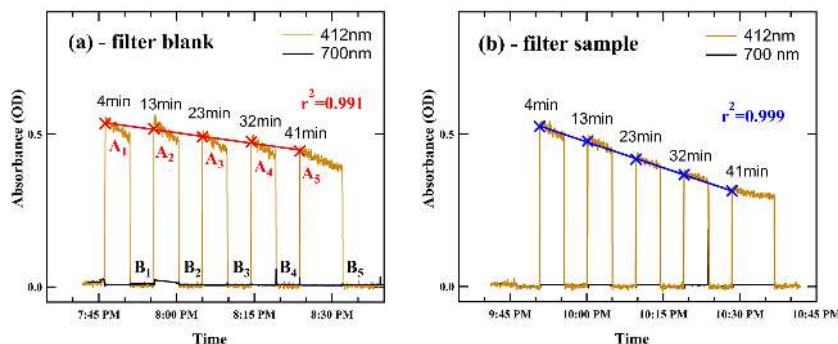 (a) - filter blank
412nm
700nm
r²=0.991
4min
13min
23min
32min
41min
A₁
A₂
A₃
A₄
A₅
B₁
B₂
B₃
B₄
B₅
Absorbance (OD)
0.5
0.0
7:45 PM
8:00 PM
8:15 PM
8:30 PM
Time
(b) - filter sample
412nm
700 nm
r²=0.999
4min
13min
23min
32min
41min
Absorbance (OD)
0.5
0.0
9:45 PM
10:00 PM
10:15 PM
10:30 PM
10:45 PM
Time